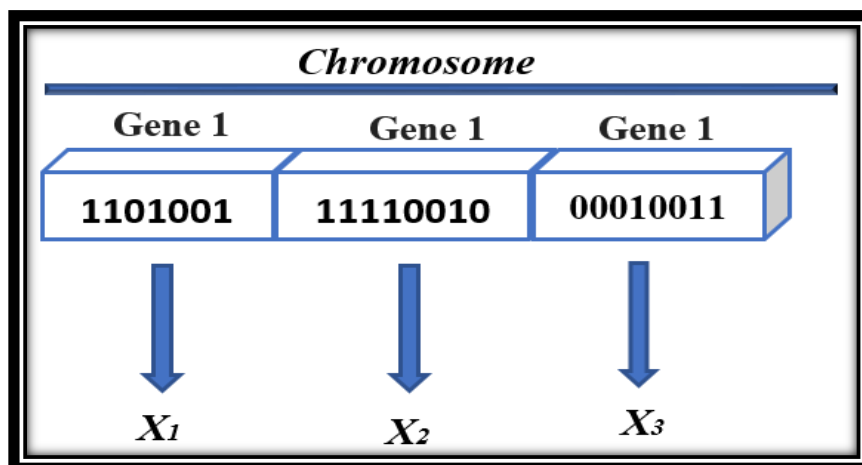 Chromosome
Gene 1 Gene 1 Gene 1
1101001 11110010 00010011
X1 X2 X3